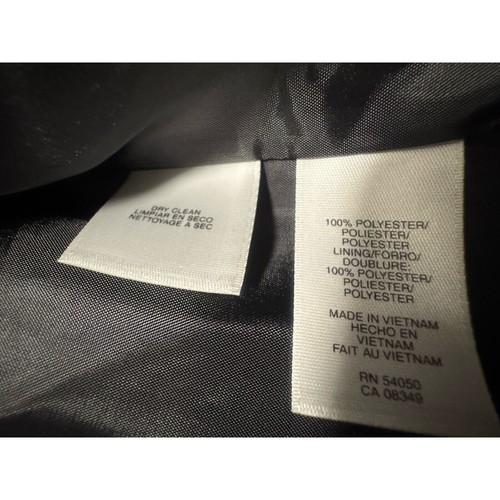 DRY CLEAN
LIMPIAR EN SECO
NETTOYAGE A SEC
100% POLYESTER/
POLIESTER/
POLYESTER
LINING/FORRO/
DOUBLURE:
100% POLYESTER/
POLIESTER/
POLYESTER
MADE IN VIETNAM
HECHO EN
VIETNAM
FAIT AU VIETNAM
RN 54050
CA 08349